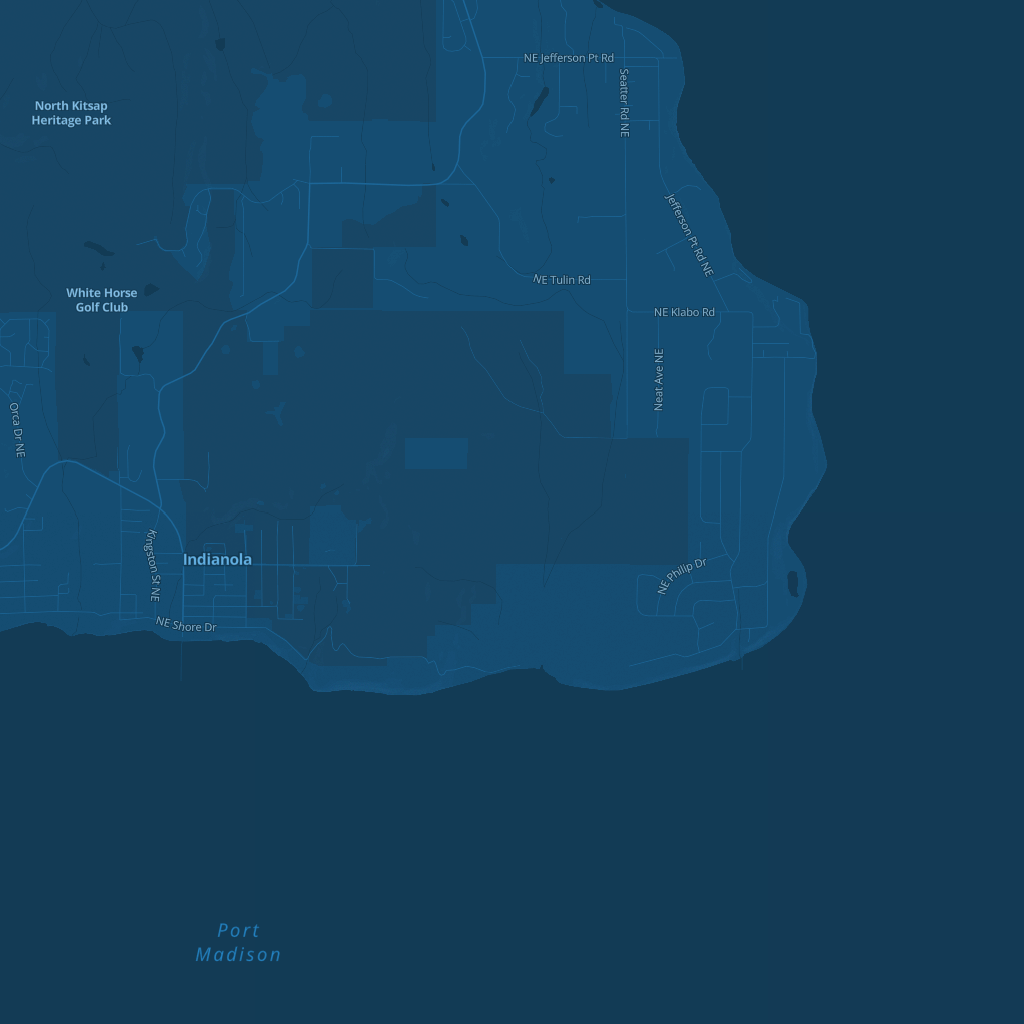 NE Jefferson Pt Rd
Seatter Rd NE
North Kitsap
Heritage Park
Jefferson Pt Rd NE
NE Tulin Rd
White Horse
Golf Club
NE Klabo Rd
Neat Ave NE
Orca Dr NE
Kingston St NE
Indianola
NE Philip Dr
NE Shore Dr
Port
Madison